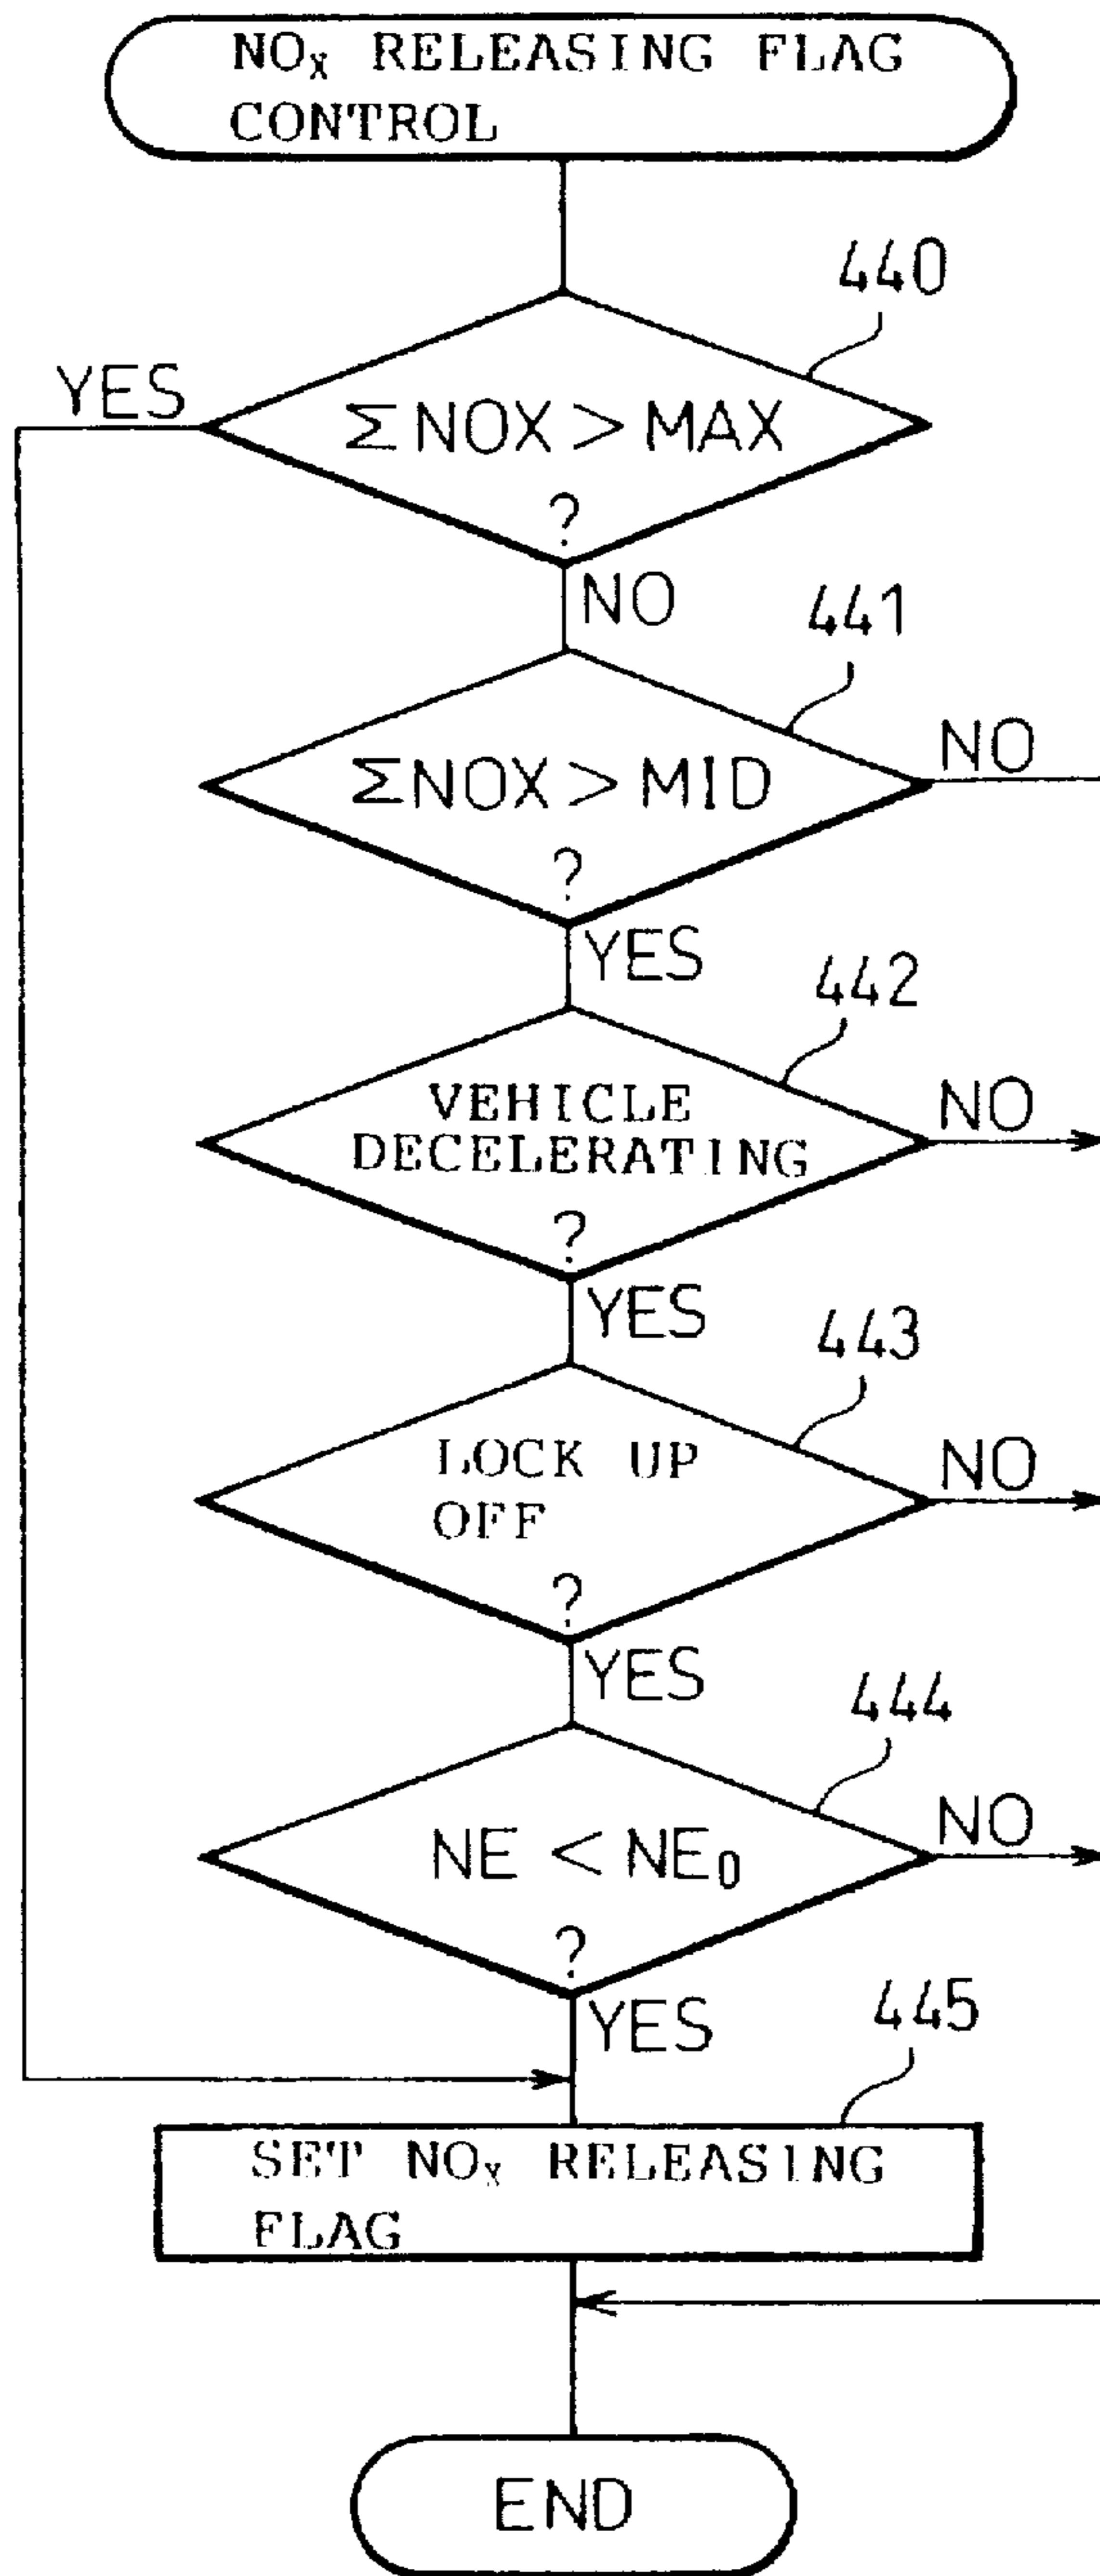 NOx RELEASING FLAG
CONTROL
440
YES
ΣNOX > MAX
?
NO
441
NO
ΣNOX > MID
?
YES
442
NO
VEHICLE
DECELERATING
?
YES
443
NO
LOCK UP
OFF
?
YES
444
NO
NE < NE0
?
YES
445
SET NOx RELEASING
FLAG
END